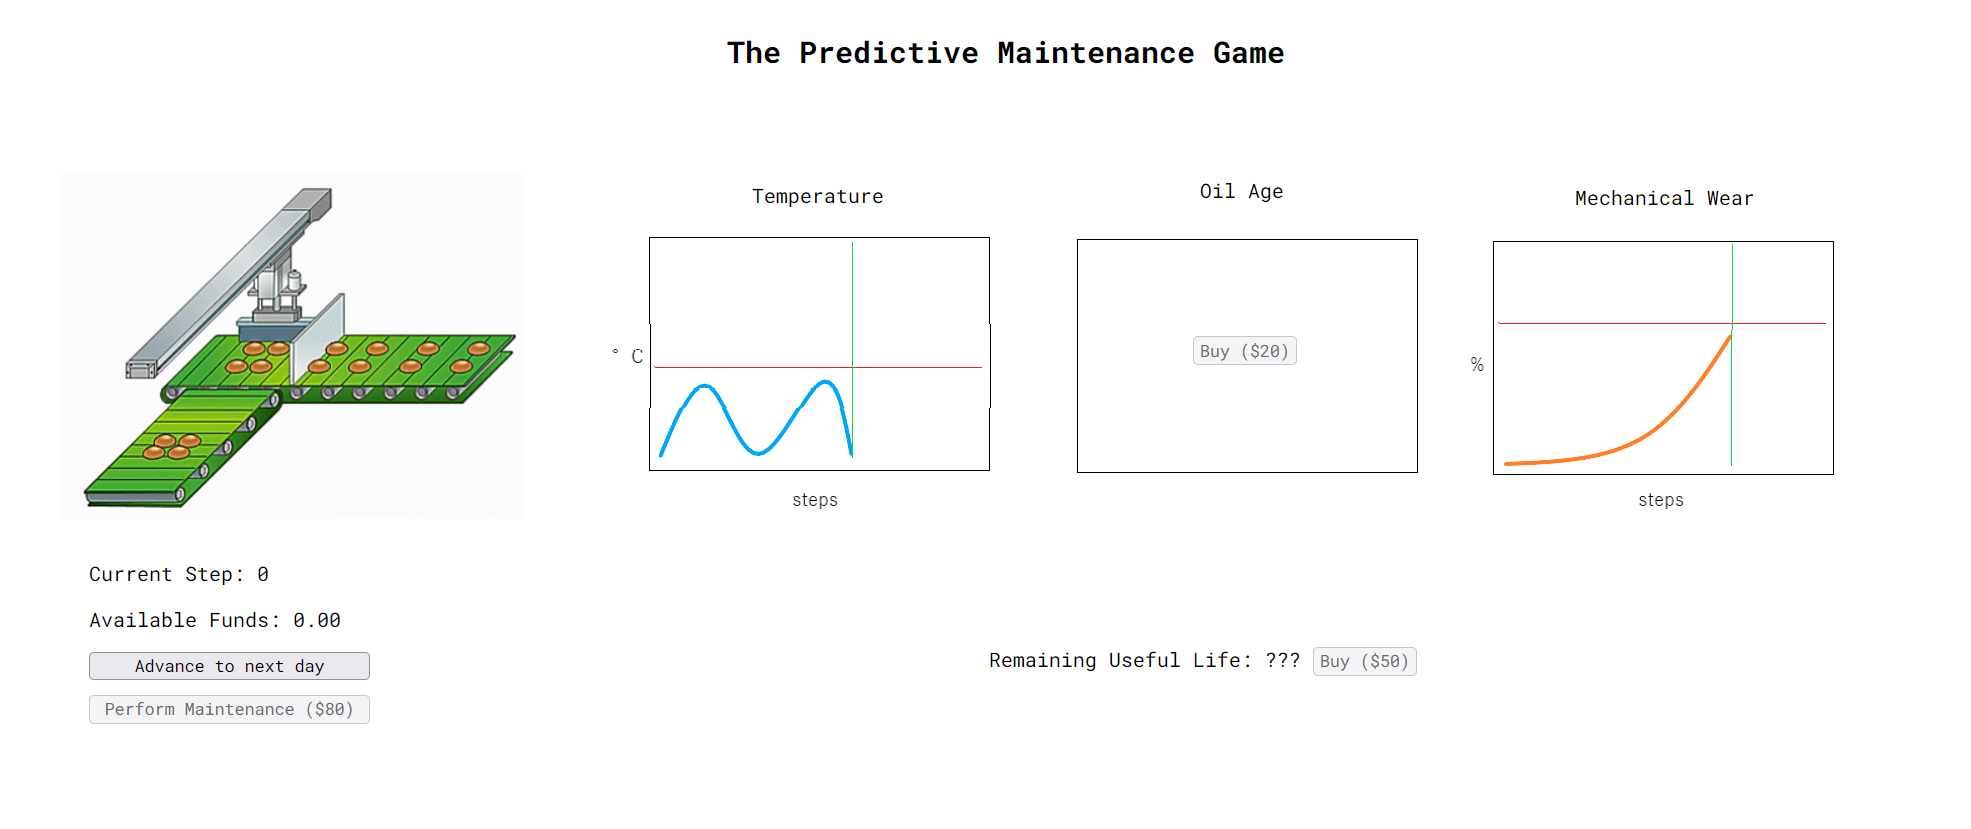 The Predictive Maintenance Game
Temperature
Oil Age
Mechanical Wear
° C
Buy ($20)
%
steps
steps
Current Step: 0
Available Funds: 0.00
Advance to next day
Perform Maintenance ($80)
Remaining Useful Life: ??? Buy ($50)